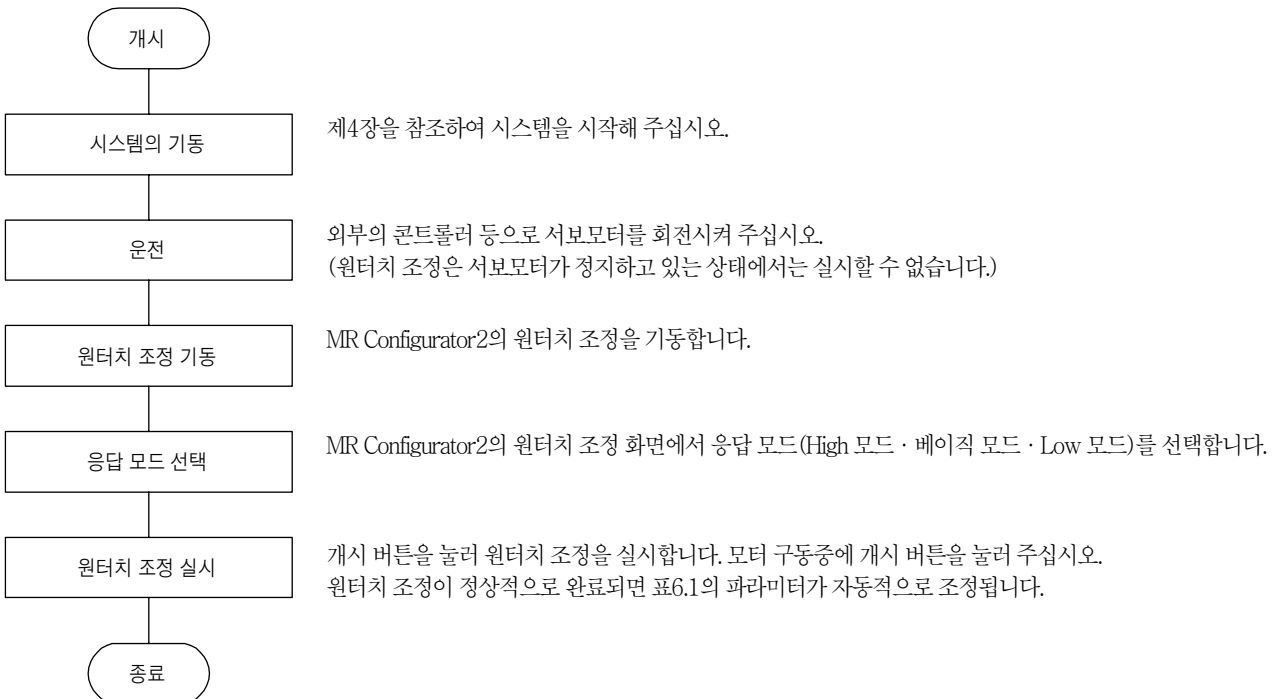 개시
시스템의 기동
제4장을 참조하여 시스템을 시작해 주십시오.
운전
외부의 콘트롤러 등으로 서보모터를 회전시켜 주십시오.
(원터치 조정은 서보모터가 정지하고 있는 상태에서는 실시할 수 없습니다.)
원터치 조정 기동
MR Configurator2의 원터치 조정을 기동합니다.
응답 모드 선택
MR Configurator2의 원터치 조정 화면에서 응답 모드(High 모드 · 베이직 모드 · Low 모드)를 선택합니다.
원터치 조정 실시
개시 버튼을 눌러 원터치 조정을 실시합니다. 모터 구동중에 개시 버튼을 눌러 주십시오.
원터치 조정이 정상적으로 완료되면 표6.1의 파라미터가 자동적으로 조정됩니다.
종료